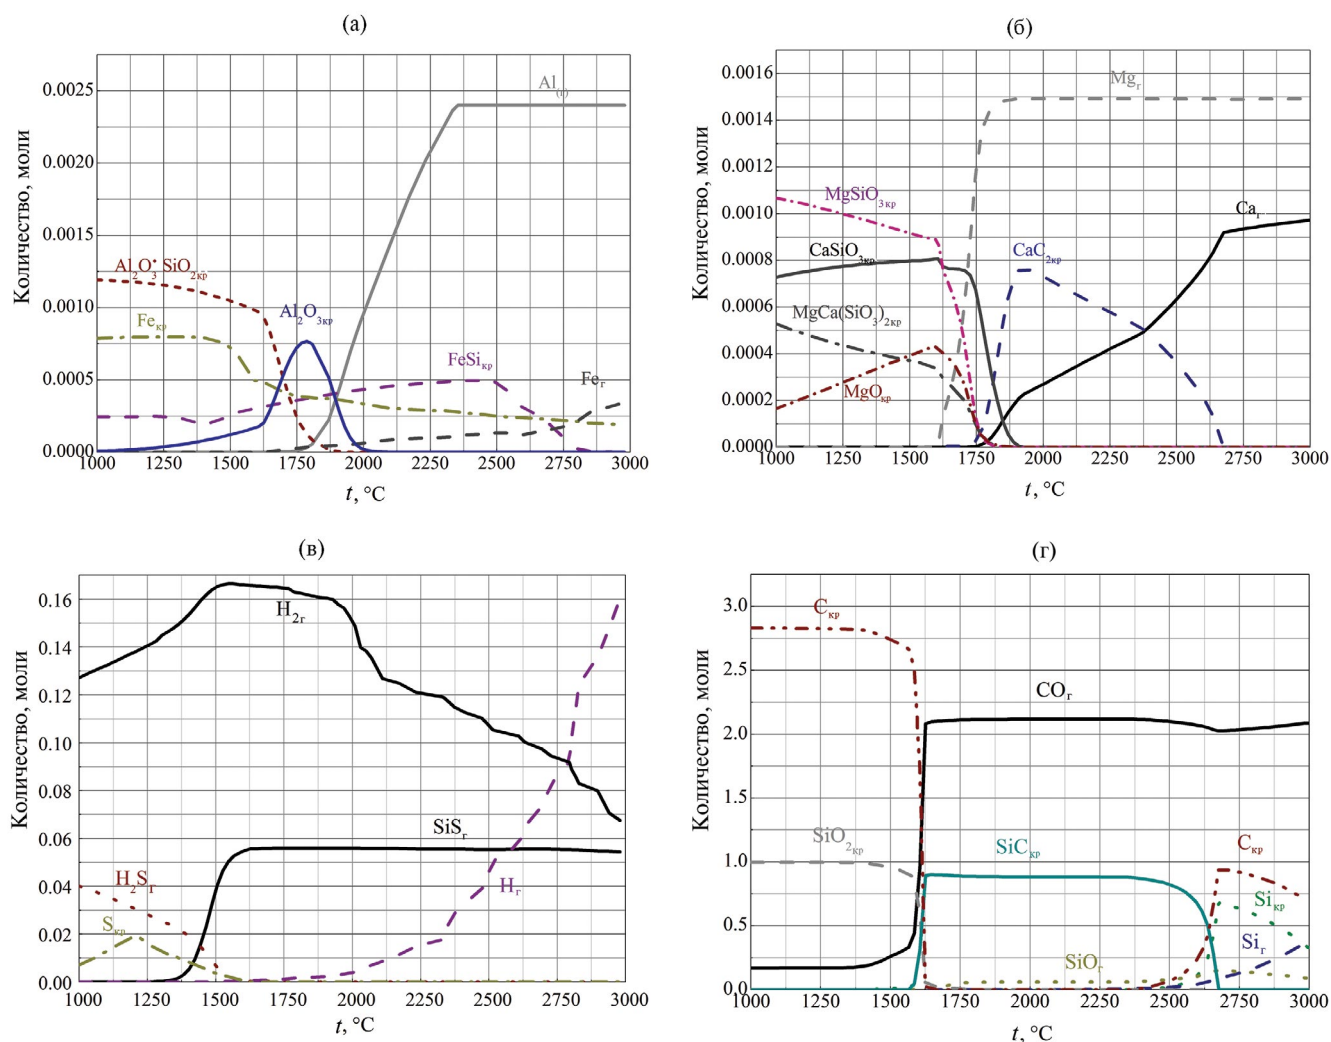 (а)
Количество, моли
0.0025
0.0020
0.0015
0.0010
0.0005
0.0000
Al(г)
Al2O3•SiO2кр
Feкр
Al2O3кр
FeSiкр
Feг
1000 1250 1500 1750 2000 2250 2500 2750 3000
t, °C
(б)
Количество, моли
0.0016
0.0014
0.0012
0.0010
0.0008
0.0006
0.0004
0.0002
0.0000
Mgг
MgSiO3кр
CaSiO3кр
MgCa(SiO3)2кр
MgOкр
CaC2кр
Caг
1000 1250 1500 1750 2000 2250 2500 2750 3000
t, °C
(в)
Количество, моли
0.16
0.14
0.12
0.10
0.08
0.06
0.04
0.02
0.00
H2г
SiSг
H2Sг
Sкр
Hг
1000 1250 1500 1750 2000 2250 2500 2750 3000
t, °C
(г)
Количество, моли
3.0
2.5
2.0
1.5
1.0
0.5
0.0
Cкр
COг
SiO2кр
SiCкр
Cкр
Siкр
Siг
SiOг
1000 1250 1500 1750 2000 2250 2500 2750 3000
t, °C